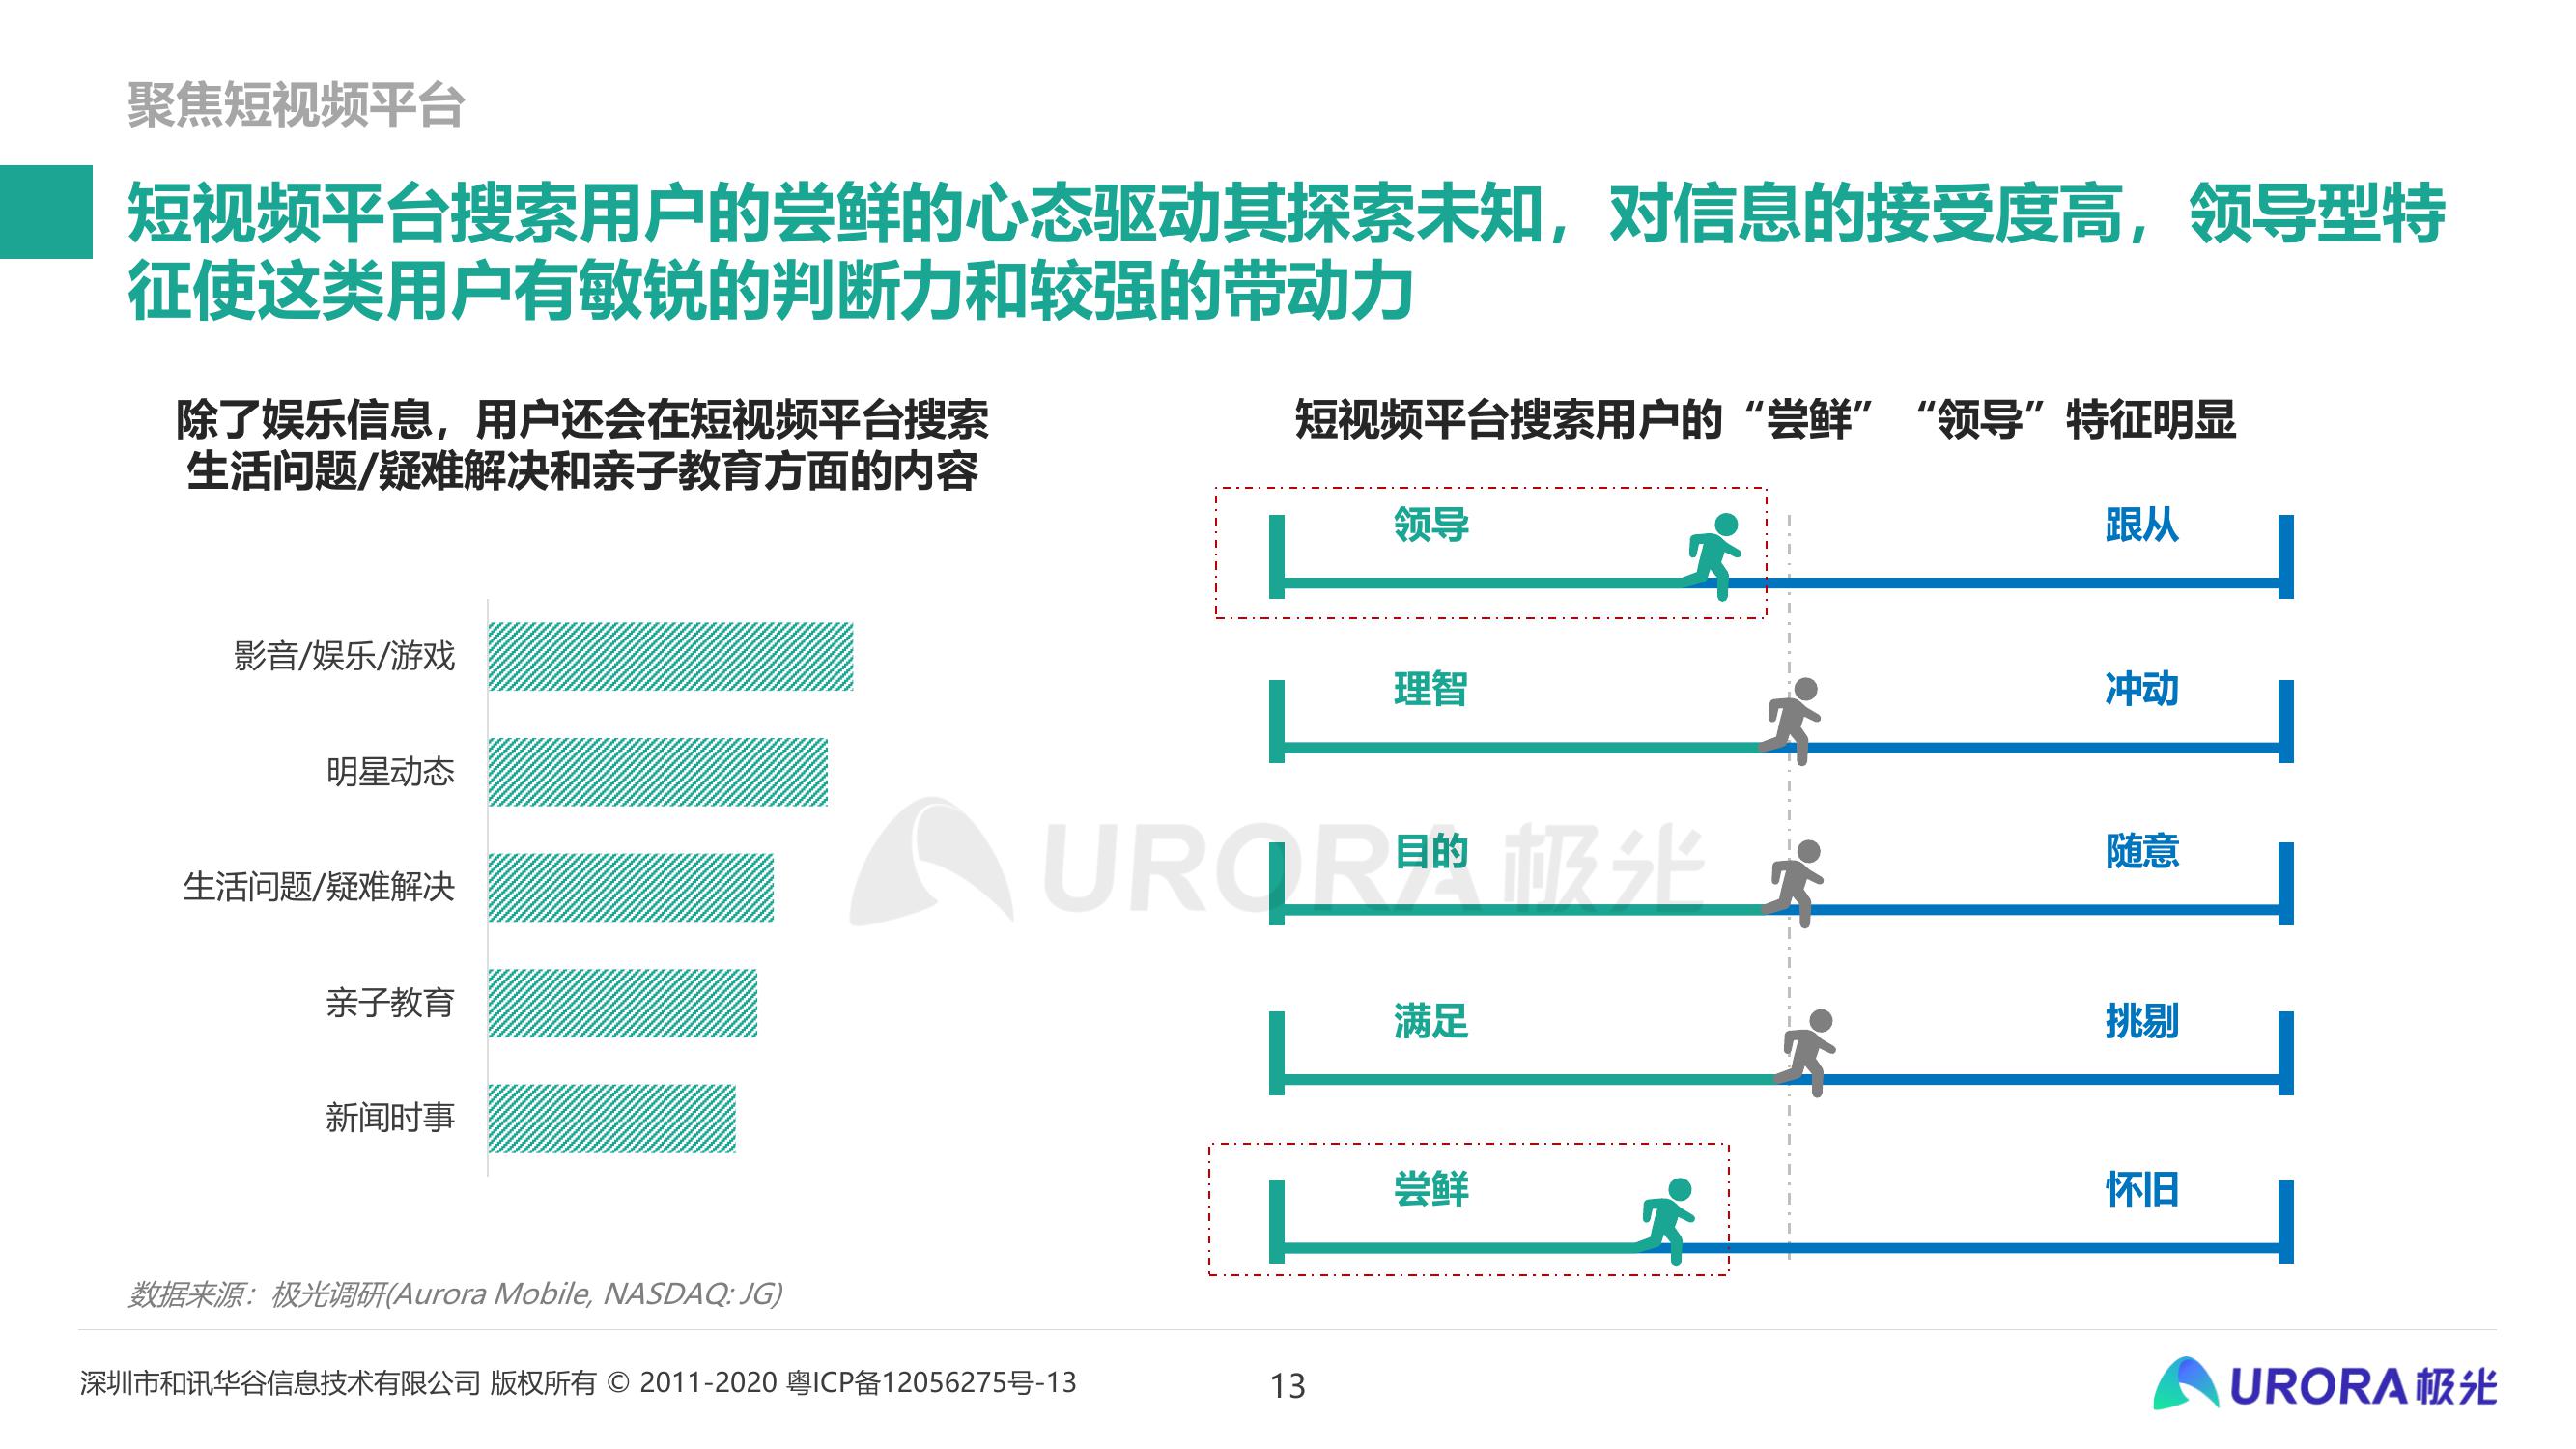 聚焦短视频平台
短视频平台搜索用户的尝鲜的心态驱动其探索未知，对信息的接受度高，领导型特
征使这类用户有敏锐的判断力和较强的带动力
除了娱乐信息，用户还会在短视频平台搜索
生活问题/疑难解决和亲子教育方面的内容
影音/娱乐/游戏
明星动态
生活问题/疑难解决
亲子教育
新闻时事
短视频平台搜索用户的“尝鲜”“领导”特征明显
领导
跟从
理智
冲动
目的
随意
满足
挑剔
尝鲜
怀旧
URORA 极光
数据来源：极光调研(Aurora Mobile, NASDAQ: JG)
深圳市和讯华谷信息技术有限公司 版权所有 © 2011-2020 粤ICP备12056275号-13
13
URORA 极光